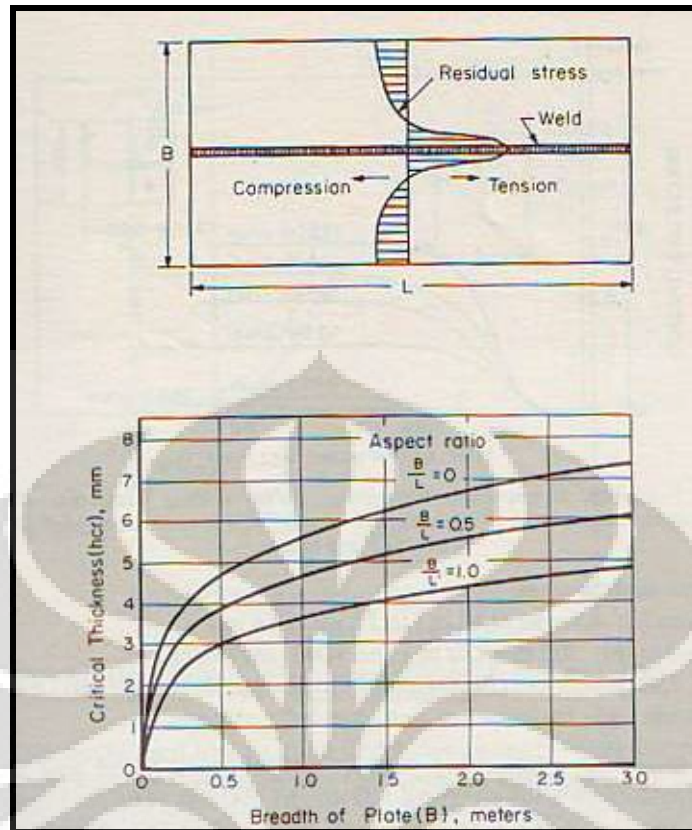 Residual stress
Weld
B
Compression
Tension
L
8
7
6
5
4
3
2
1
0
Aspect ratio
B/L = 0
B/L = 0.5
B/L = 1.0
Critical Thickness(hcr), mm
0.5
1.0
1.5
2.0
2.5
3.0
Breadth of Plate(B), meters